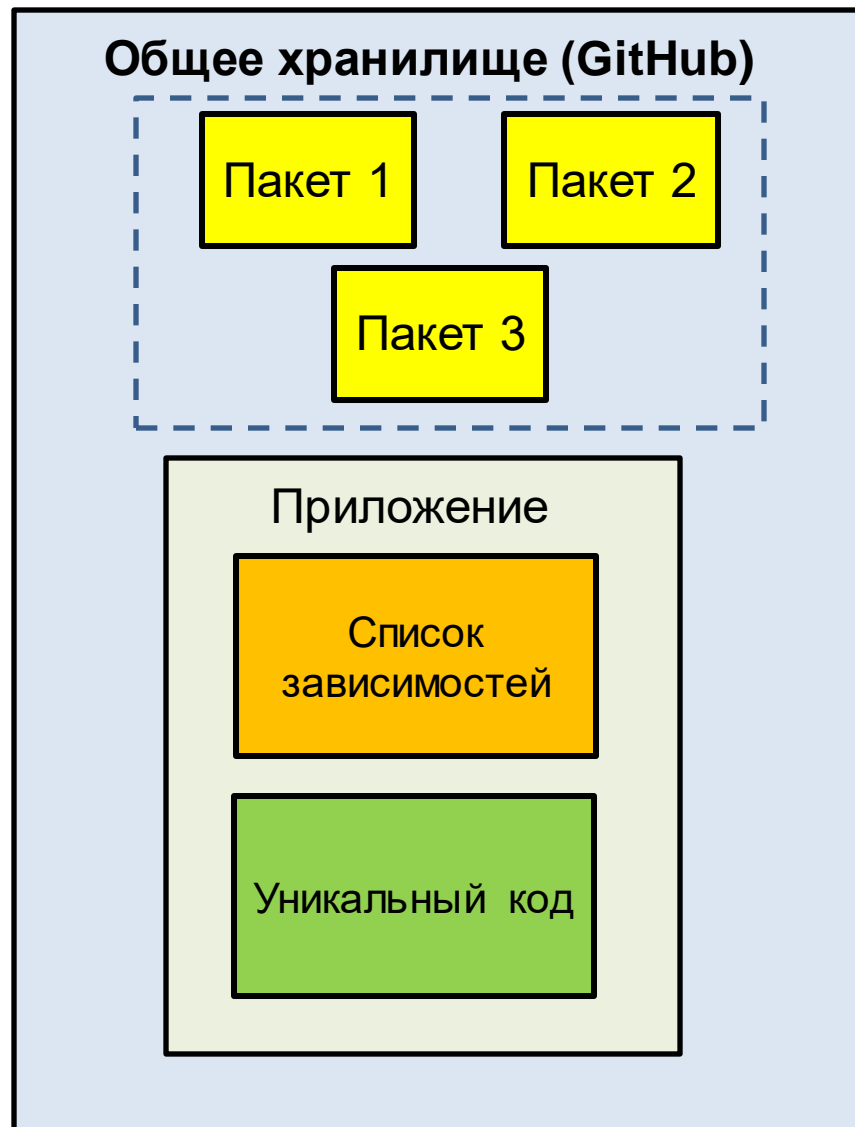 Общее хранилище (GitHub)
Пакет 1
Пакет 2
Пакет 3
Приложение
Список
зависимостей
Уникальный код